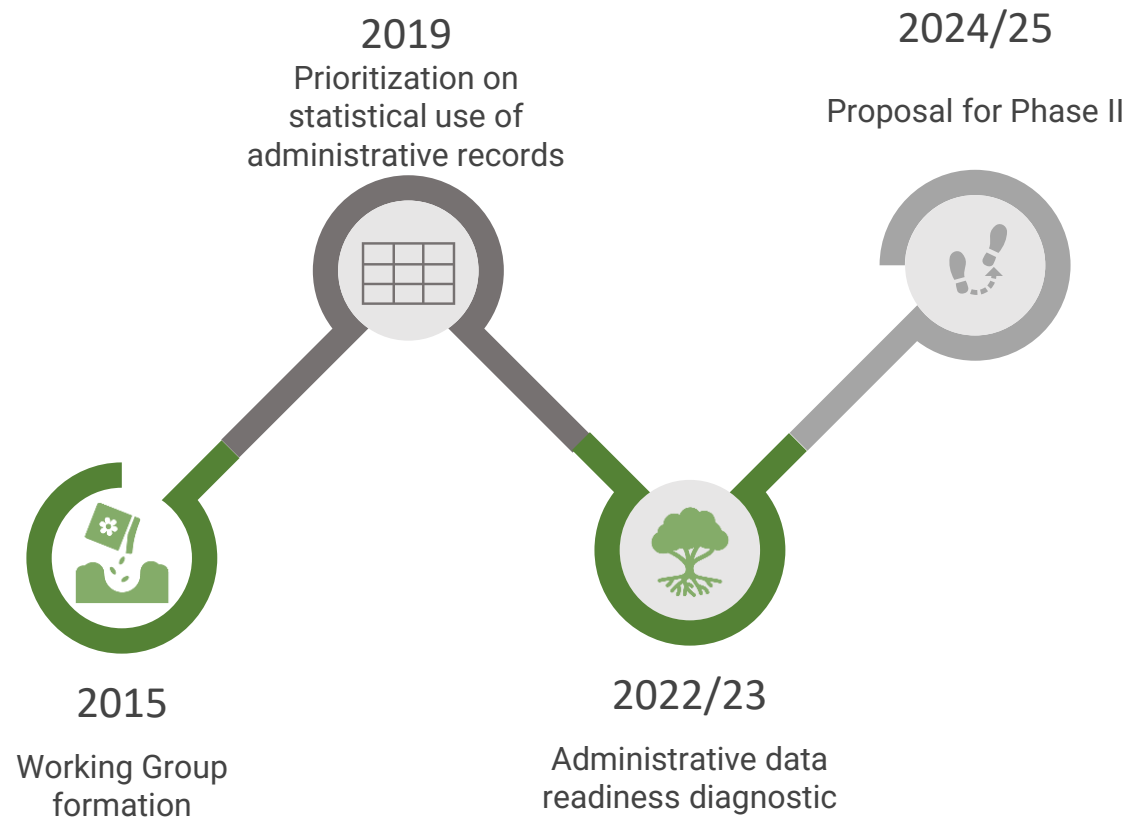 2015
Working Group
formation
2019
Prioritization on
statistical use of
administrative records
2022/23
Administrative data
readiness diagnostic
2024/25
Proposal for Phase II